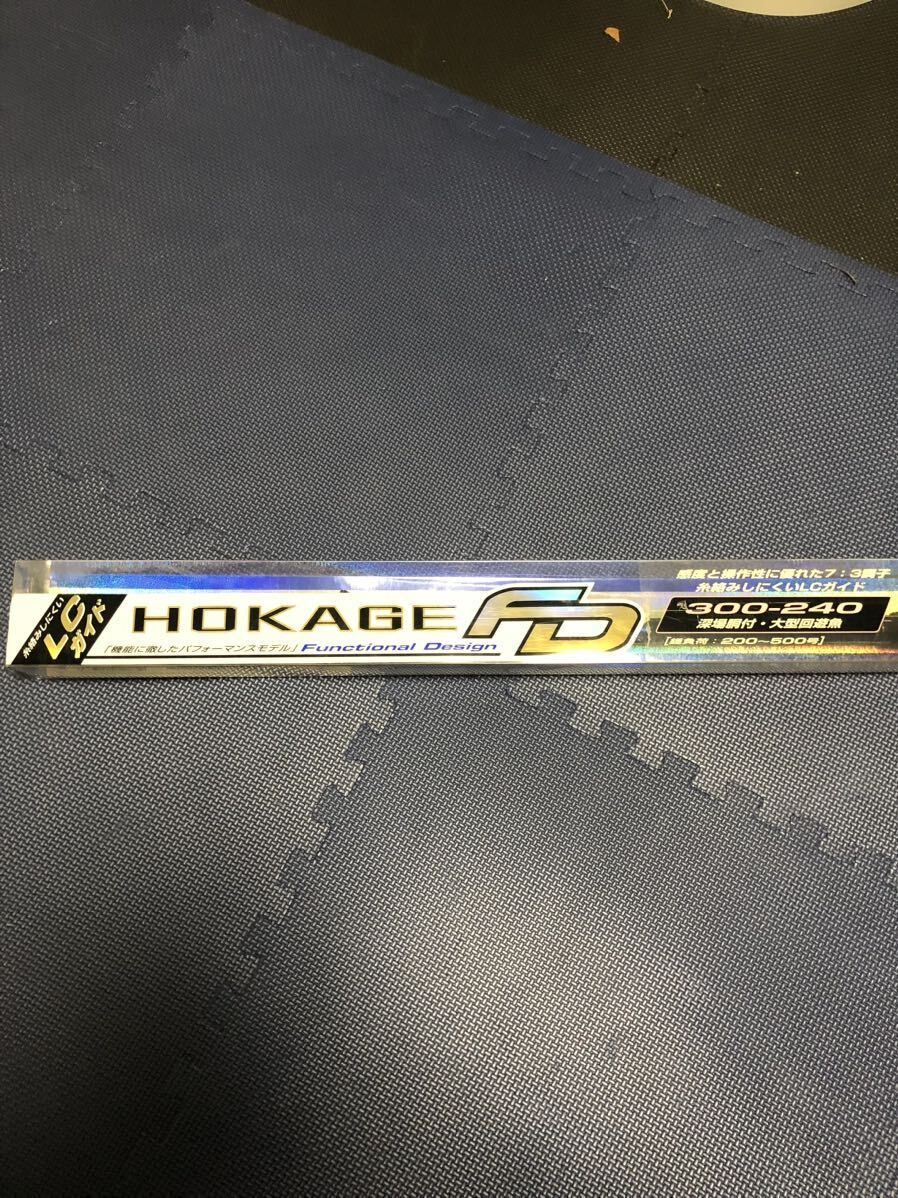 糸絡みしにくい
LCガイド
HOKAGE FD
「機能に徹したパフォーマンスモデル」 Functional Design
感度と操作性に優れた7:3調子
糸絡みしにくいLCガイド
300-240
深場胴付・大型回遊魚
[錘負荷:200〜500号]